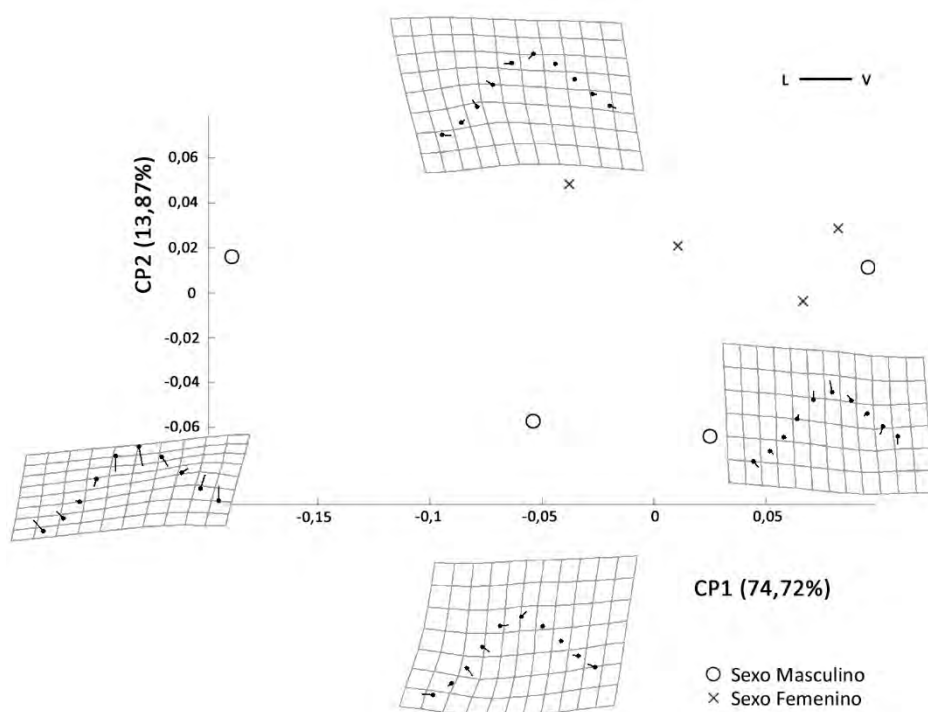 L V
CP2 (13,87%)
0,06
0,04
0,02
0
-0,02
-0,04
-0,06
-0,15
-0,1
-0,05
0
0,05
CP1 (74,72%)
Sexo Masculino
Sexo Femenino